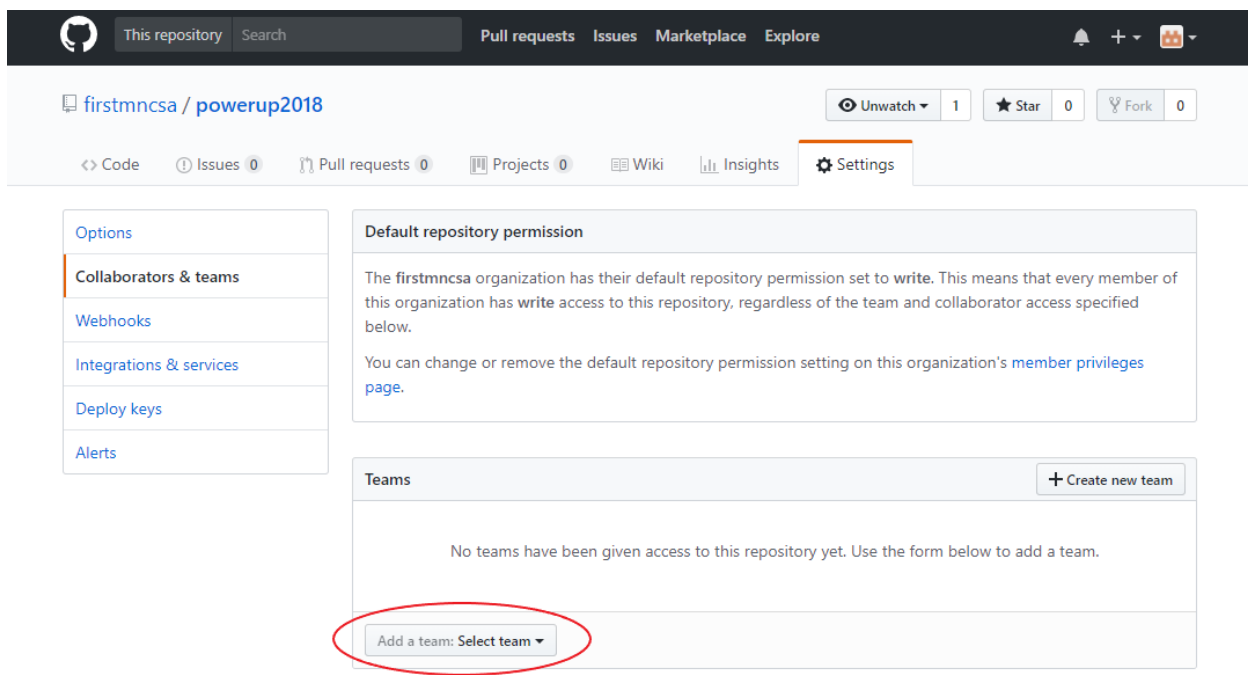 This repository Search Pull requests Issues Marketplace Explore
firstmncsa / powerup2018 Unwatch 1 Star 0 Fork 0
Code Issues 0 Pull requests 0 Projects 0 Wiki Insights Settings
Options
Collaborators & teams
Webhooks
Integrations & services
Deploy keys
Alerts
Default repository permission
The firstmncsa organization has their default repository permission set to write. This means that every member of
this organization has write access to this repository, regardless of the team and collaborator access specified
below.
You can change or remove the default repository permission setting on this organization's member privileges
page.
Teams Create new team
No teams have been given access to this repository yet. Use the form below to add a team.
Add a team: Select team